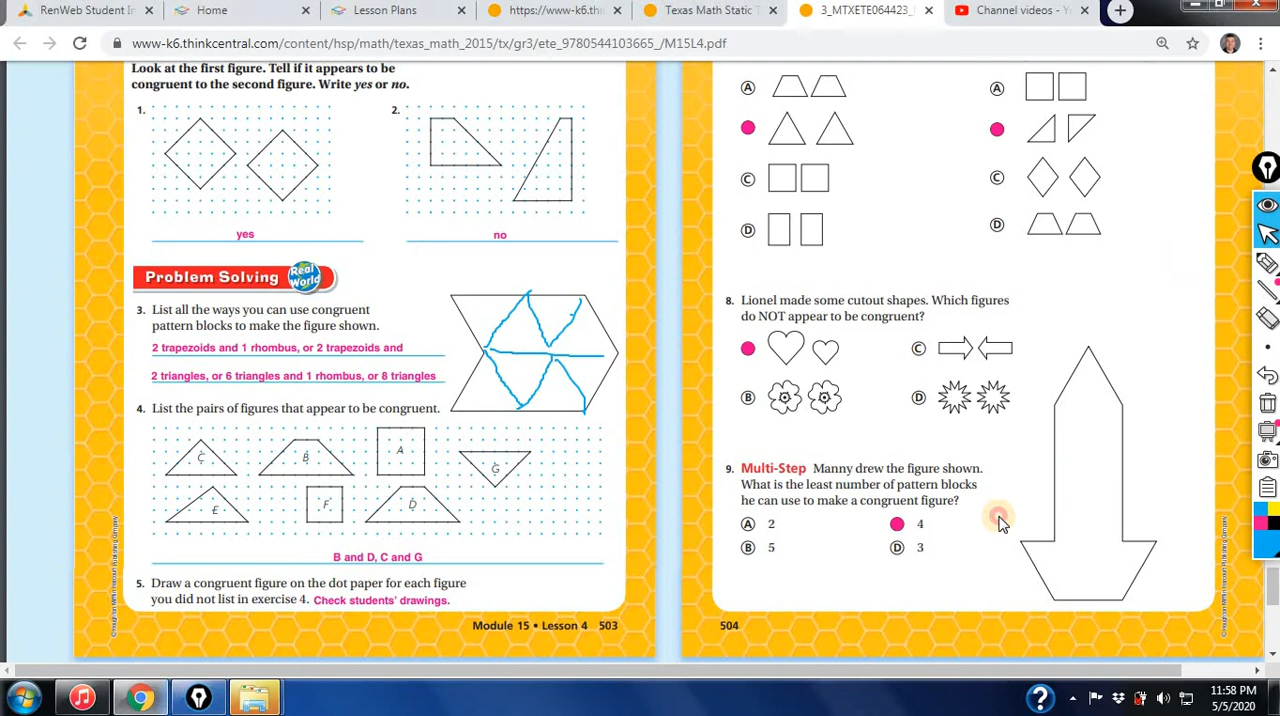 RenWeb Student In
Home
Lesson Plans
https://www-k6.thi
Texas Math Static T
3_MTXETE064423_
Channel videos - Yo
www-k6.thinkcentral.com/content/hsp/math/texas_math_2015/tx/gr3/ete_9780544103665_/M15L4.pdf
Look at the first figure. Tell if it appears to be
congruent to the second figure. Write yes or no.
1.
2.
yes
no
Problem Solving Real World
3. List all the ways you can use congruent
pattern blocks to make the figure shown.
2 trapezoids and 1 rhombus, or 2 trapezoids and
2 triangles, or 6 triangles and 1 rhombus, or 8 triangles
4. List the pairs of figures that appear to be congruent.
C B A G
E F D
B and D, C and G
5. Draw a congruent figure on the dot paper for each figure
you did not list in exercise 4. Check students' drawings.
Module 15 • Lesson 4 503
A
C
D
A
C
D
8. Lionel made some cutout shapes. Which figures
do NOT appear to be congruent?
C
B
D
9. Multi-Step Manny drew the figure shown.
What is the least number of pattern blocks
he can use to make a congruent figure?
A 2
4
B 5
D 3
504
11:58 PM
5/5/2020